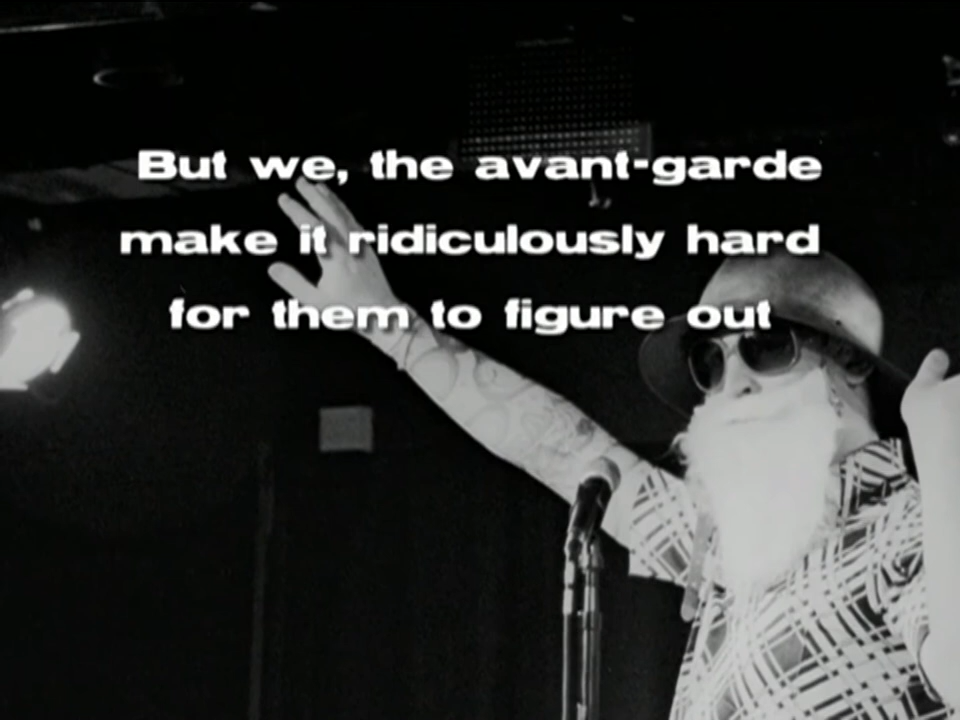 But we, the avant-garde
make it ridiculously hard
for them to figure out